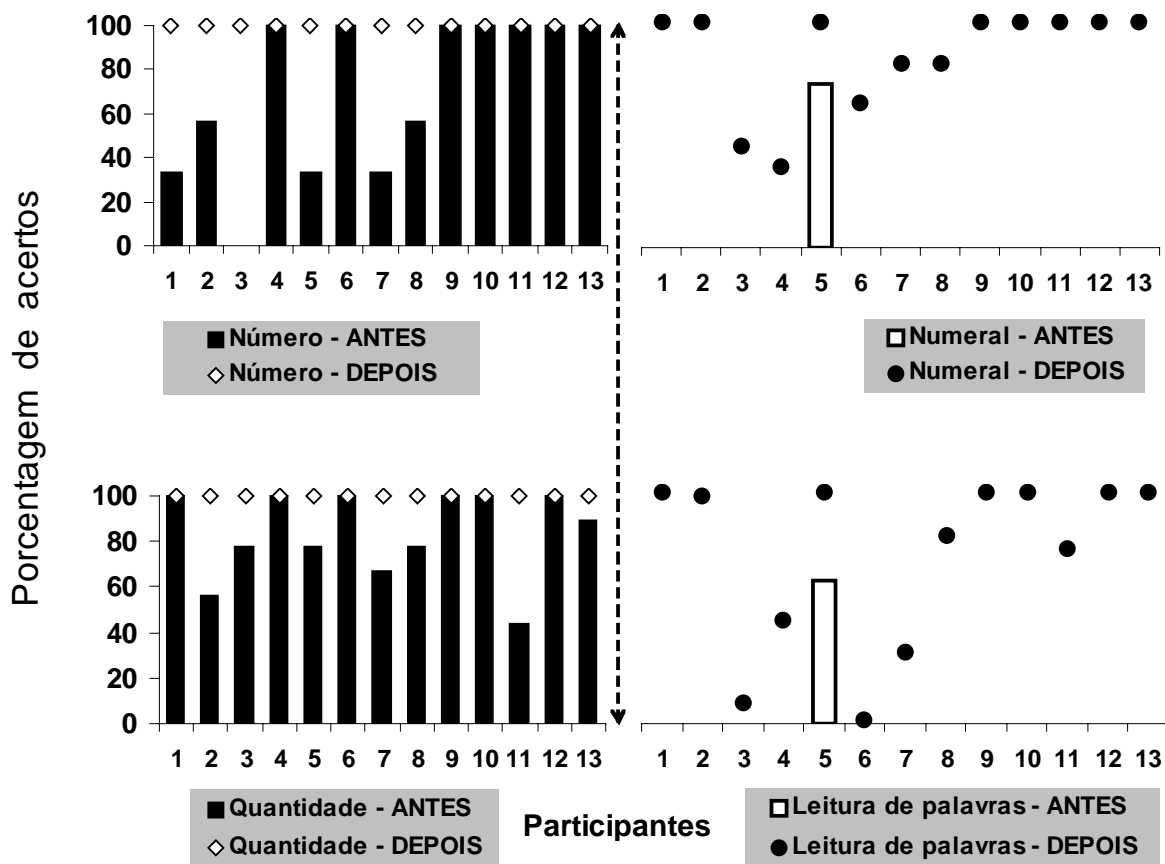 Porcentagem de acertos
100
80
60
40
20
0
1 2 3 4 5 6 7 8 9 10 11 12 13
Número - ANTES
Número - DEPOIS
1 2 3 4 5 6 7 8 9 10 11 12 13
Numeral - ANTES
Numeral - DEPOIS
100
80
60
40
20
0
1 2 3 4 5 6 7 8 9 10 11 12 13
Quantidade - ANTES
Quantidade - DEPOIS
1 2 3 4 5 6 7 8 9 10 11 12 13
Leitura de palavras - ANTES
Leitura de palavras - DEPOIS
Participantes